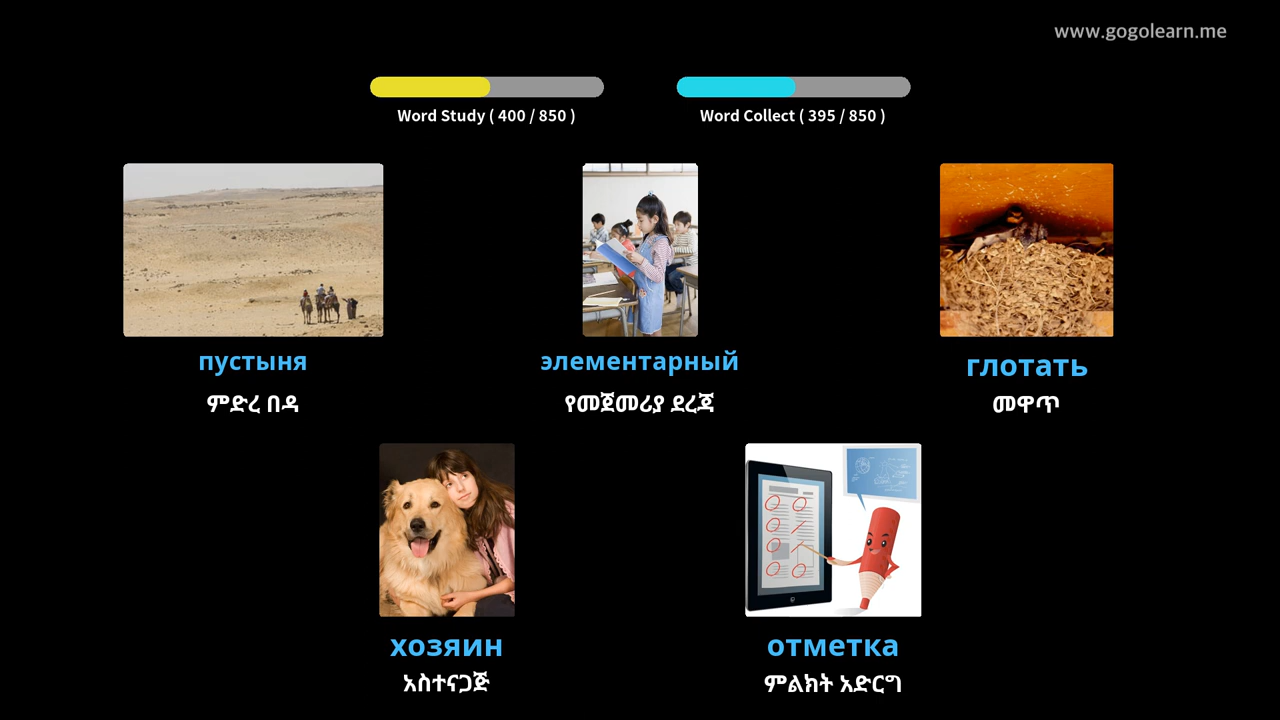 www.gogolearn.me
Word Study ( 400 / 850 )
Word Collect ( 395 / 850 )
пустыня
ምድረ በዳ
элементарный
የመጀመሪያ ደረጃ
глотать
መዋጥ
хозяин
አስተናጋጅ
отметка
ምልክት አድርግ